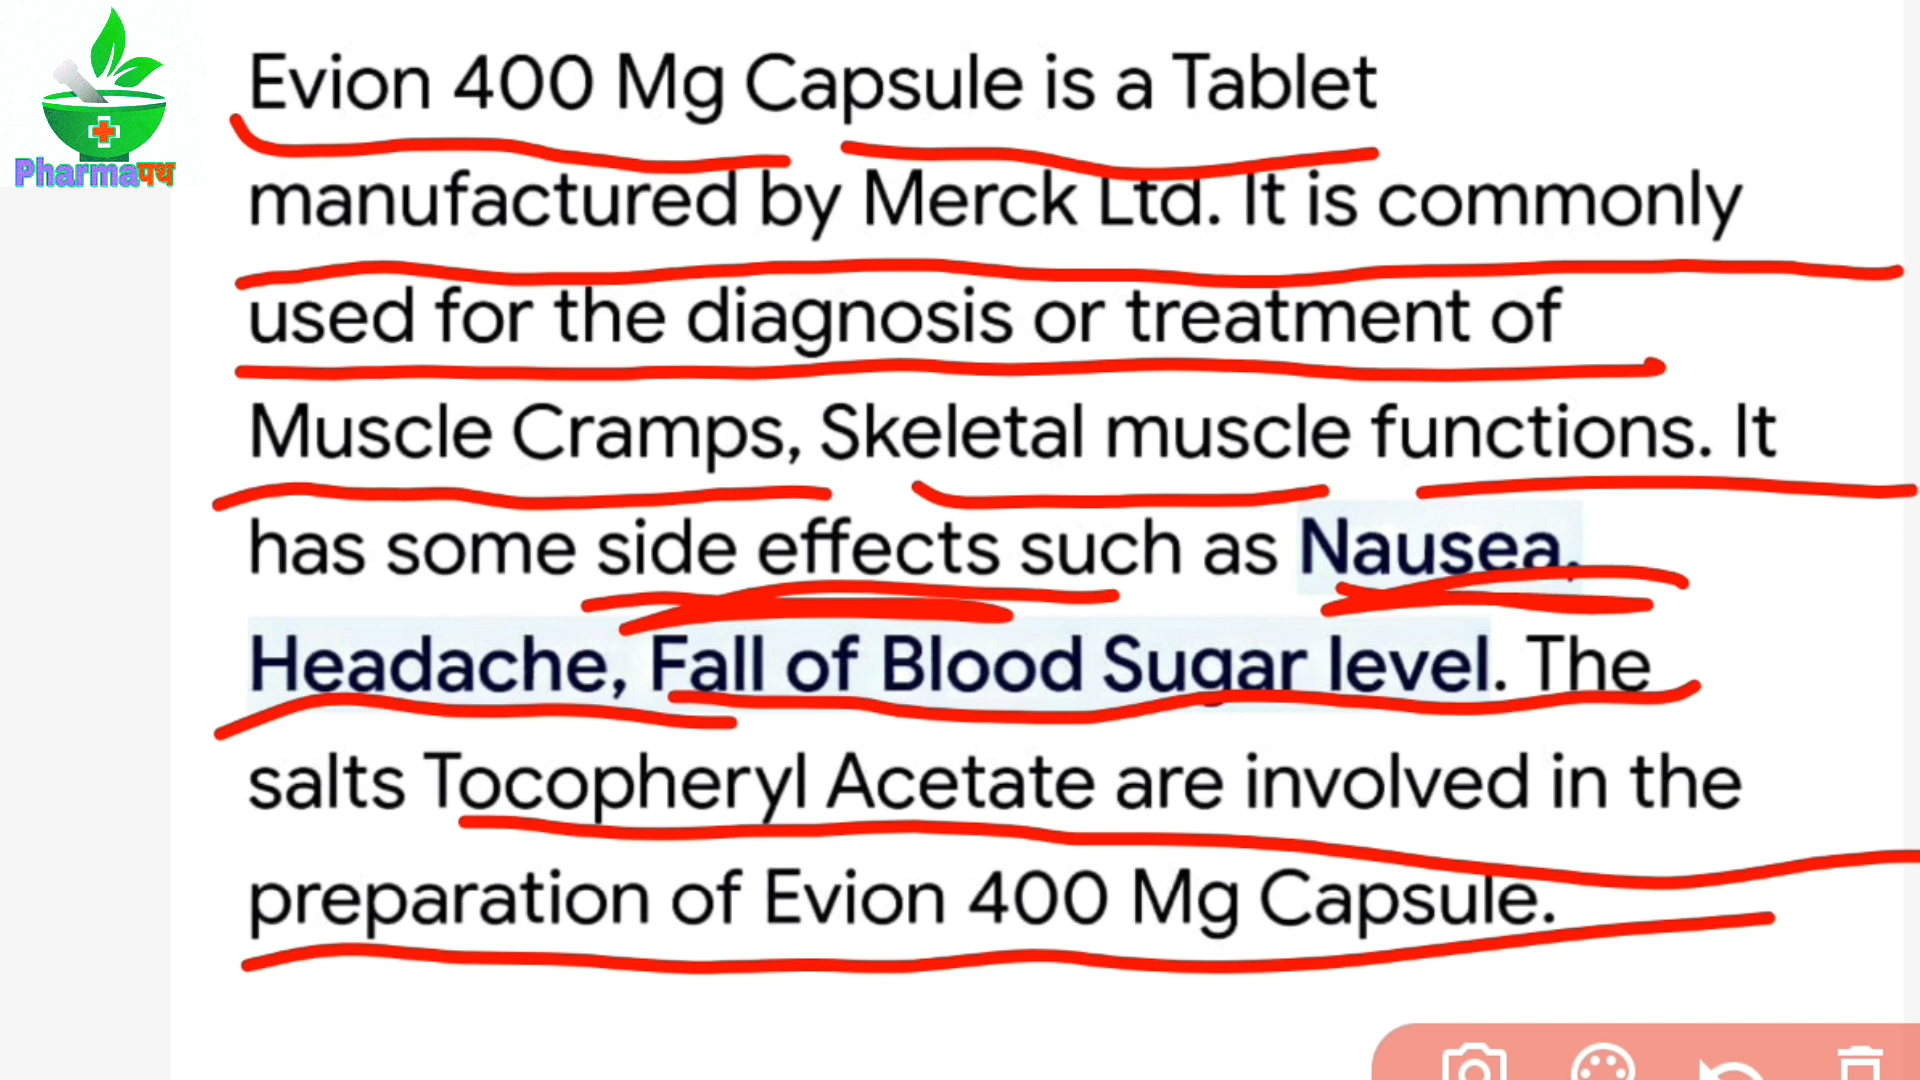 Pharmaपथ
Evion 400 Mg Capsule is a Tablet
manufactured by Merck Ltd. It is commonly
used for the diagnosis or treatment of
Muscle Cramps, Skeletal muscle functions. It
has some side effects such as Nausea,
Headache, Fall of Blood Sugar level. The
salts Tocopheryl Acetate are involved in the
preparation of Evion 400 Mg Capsule.